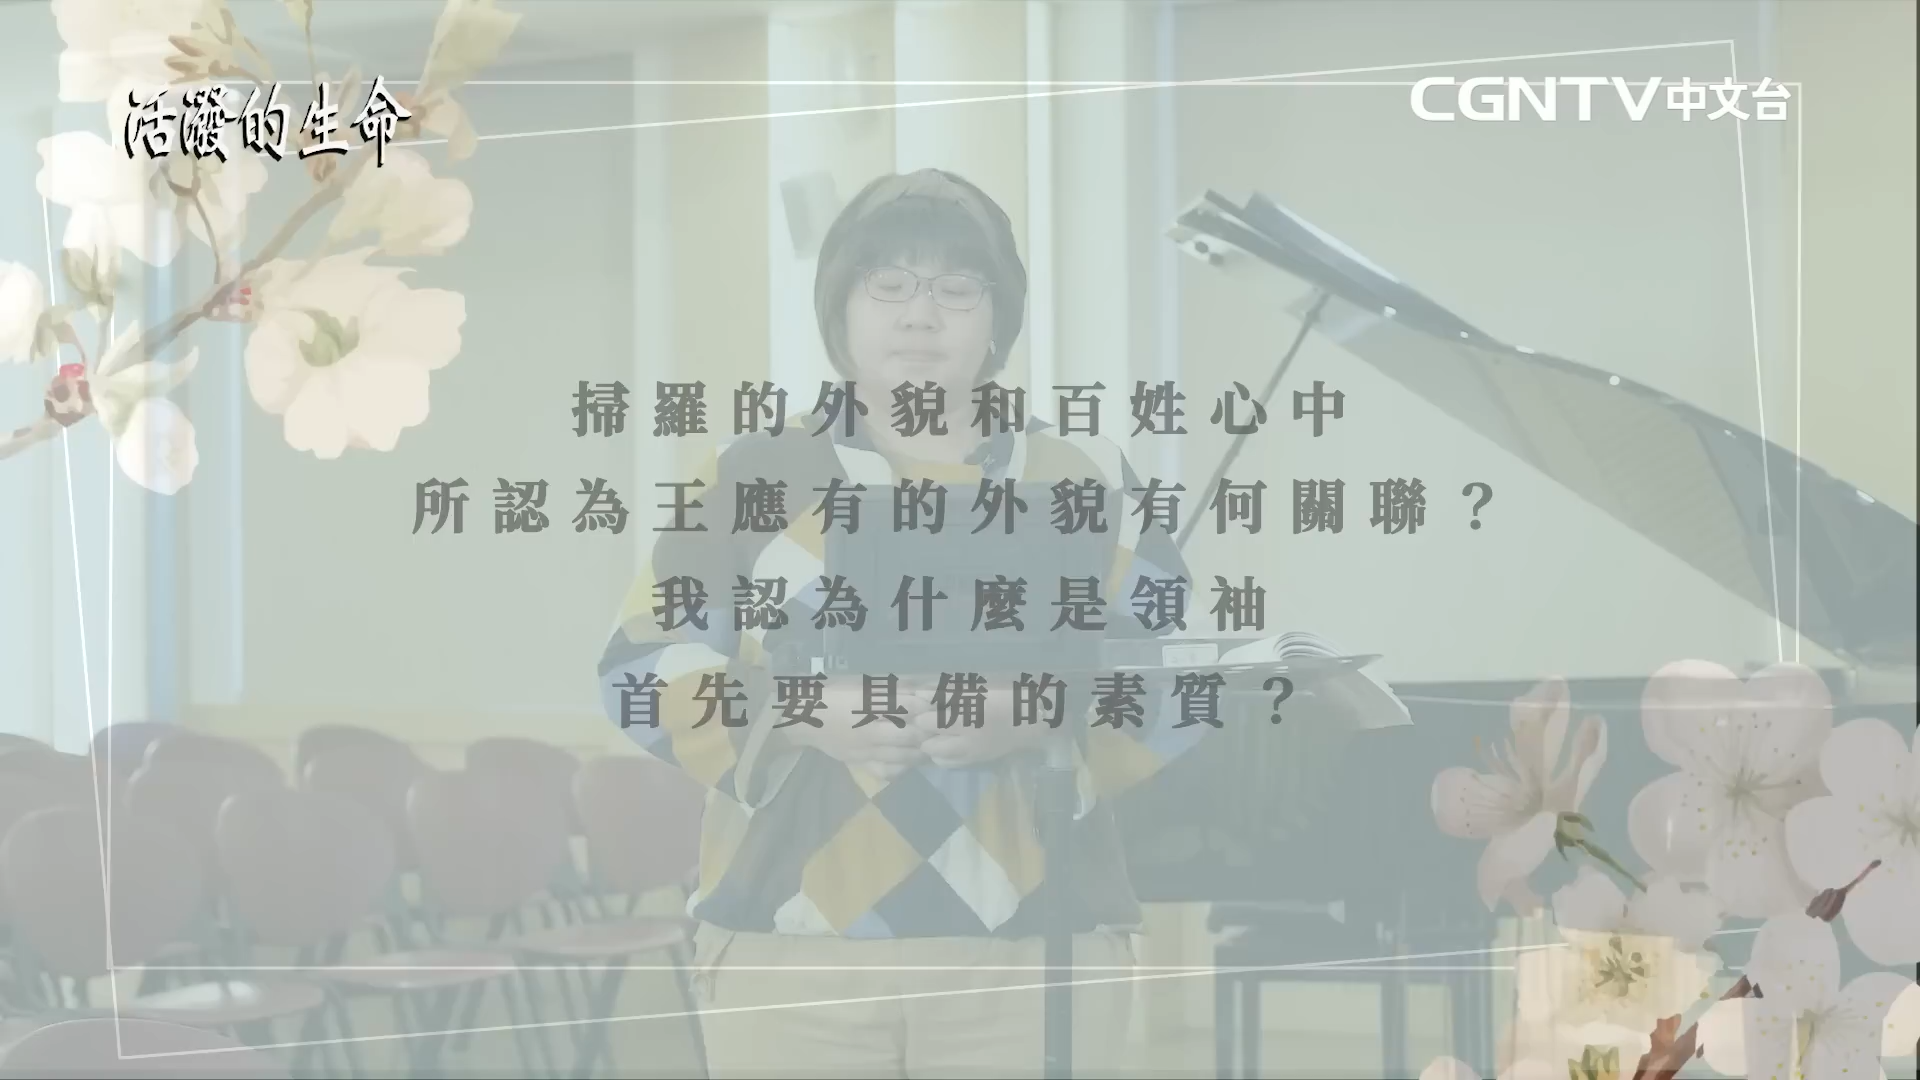 活潑的生命
CGNTV中文台
掃羅的外貌和百姓心中
所認為王應有的外貌有何關聯？
我認為什麼是領袖
首先要具備的素質？